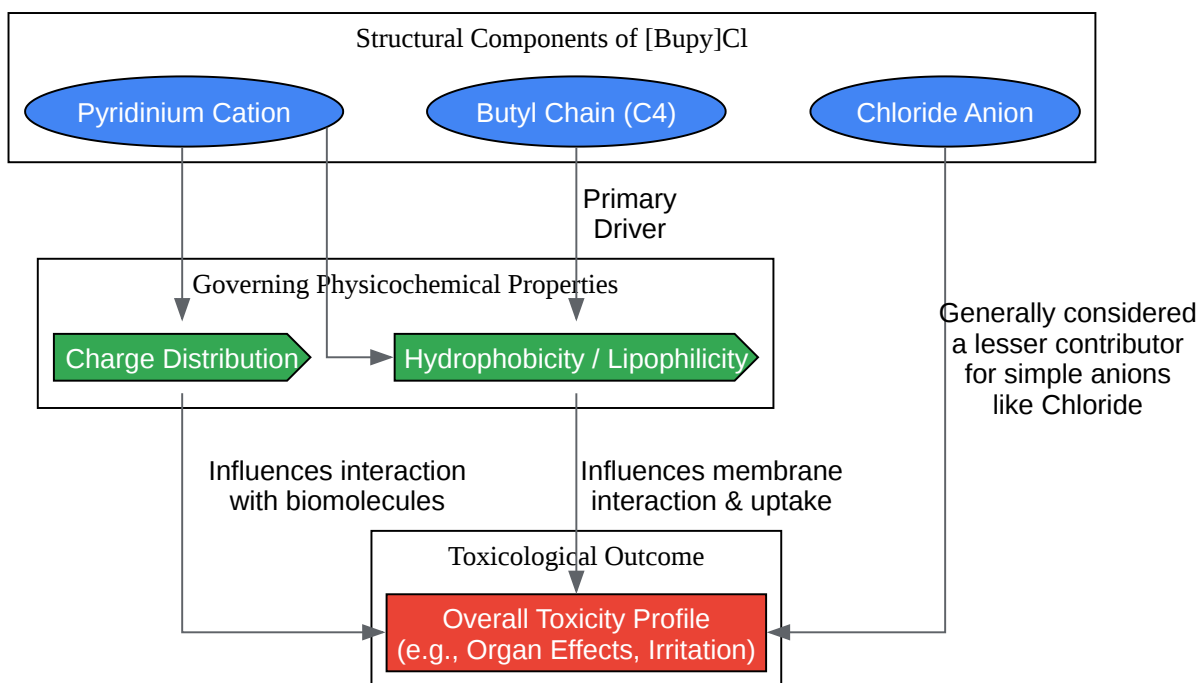 Structural Components of [Bupy]Cl
Pyridinium Cation
Butyl Chain (C4)
Chloride Anion
Primary
Driver
Governing Physicochemical Properties
Charge Distribution
Hydrophobicity / Lipophilicity
Generally considered
a lesser contributor
for simple anions
like Chloride
Influences interaction
with biomolecules
Influences membrane
interaction & uptake
Toxicological Outcome
Overall Toxicity Profile
(e.g., Organ Effects, Irritation)